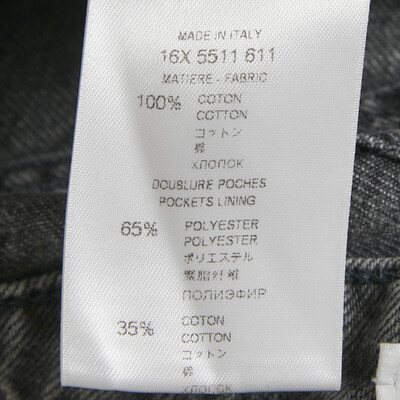 MADE IN ITALY
16X 5511 611
MATIERE - FABRIC
100% COTON
COTTON
コットン
棉
ХЛОПОК
DOUBLURE POCHES
POCKETS LINING
65% POLYESTER
POLYESTER
ポリエステル
聚脂纤维
ПОЛИЭФИР
35% COTON
COTTON
コットン
棉
ХЛОПОК